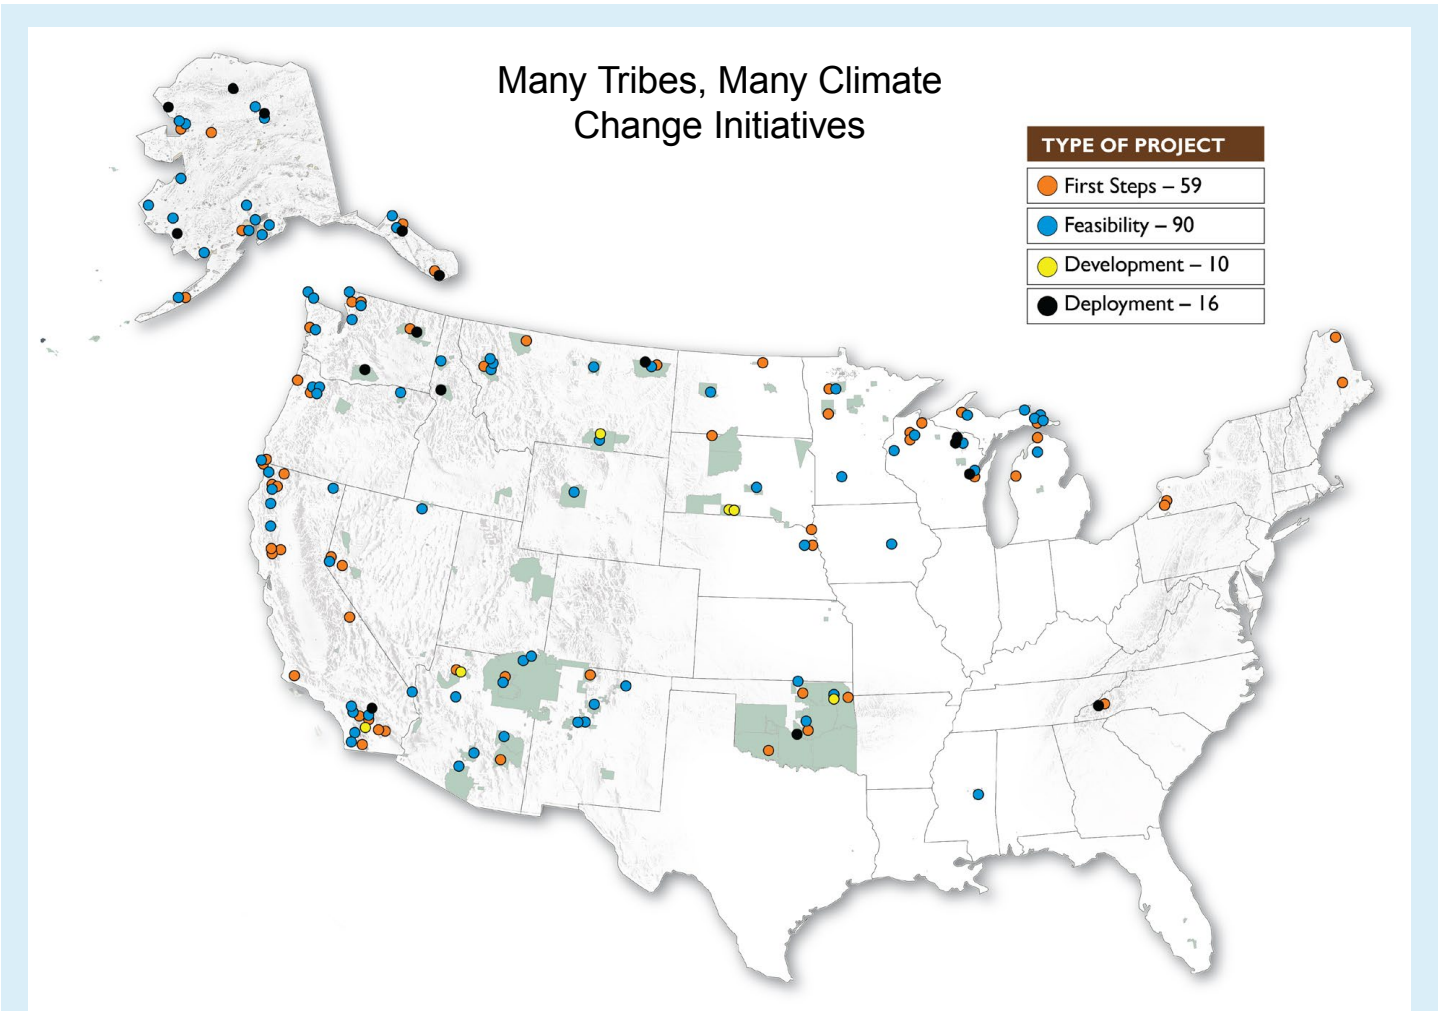 Many Tribes, Many Climate
Change Initiatives
TYPE OF PROJECT
First Steps – 59
Feasibility – 90
Development – 10
Deployment – 16